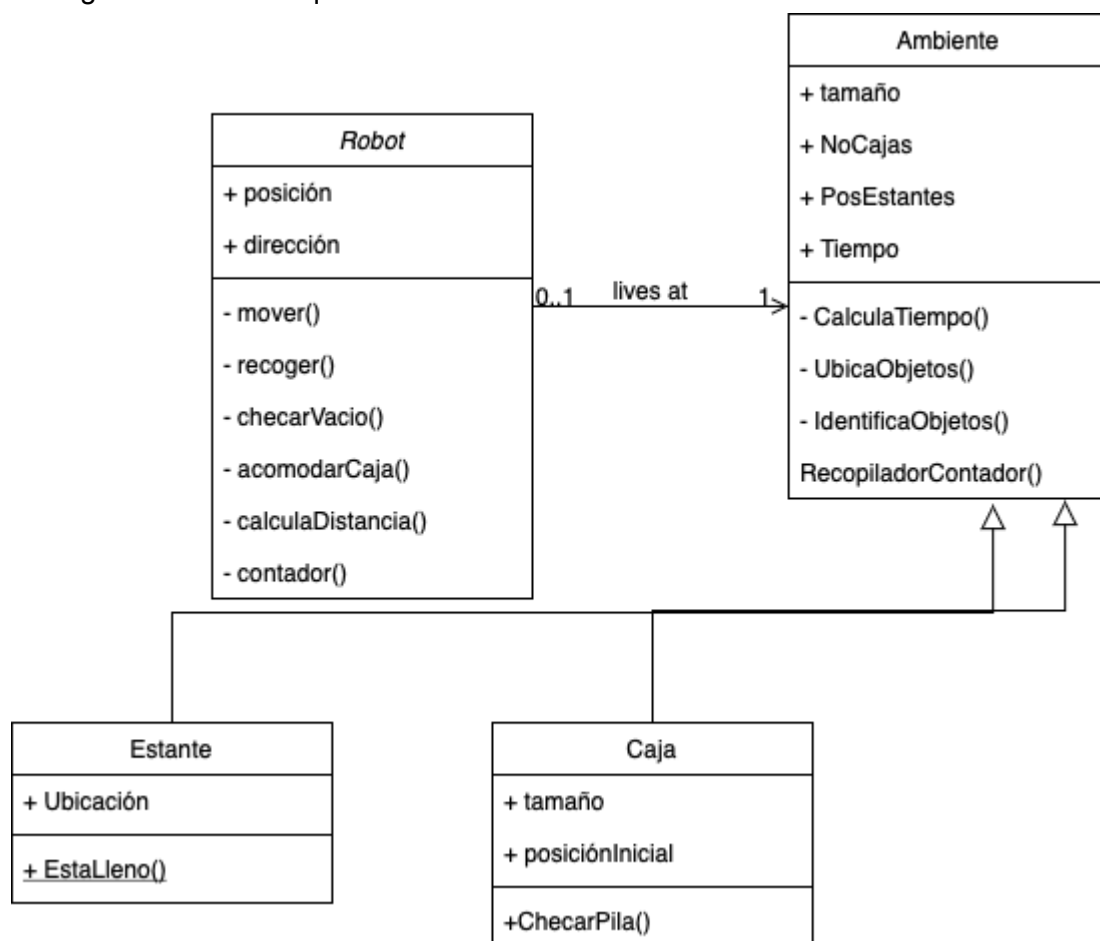 Ambiente
+ tamaño
+ NoCajas
+ PosEstantes
+ Tiempo
- CalculaTiempo()
- UbicaObjetos()
- IdentificaObjetos()
RecopiladorContador()
Robot
+ posición
+ dirección
- mover()
- recoger()
- checarVacio()
- acomodarCaja()
- calculaDistancia()
- contador()
0..1 lives at 1
Estante
+ Ubicación
+ EstaLleno()
Caja
+ tamaño
+ posiciónInicial
+ChecarPila()